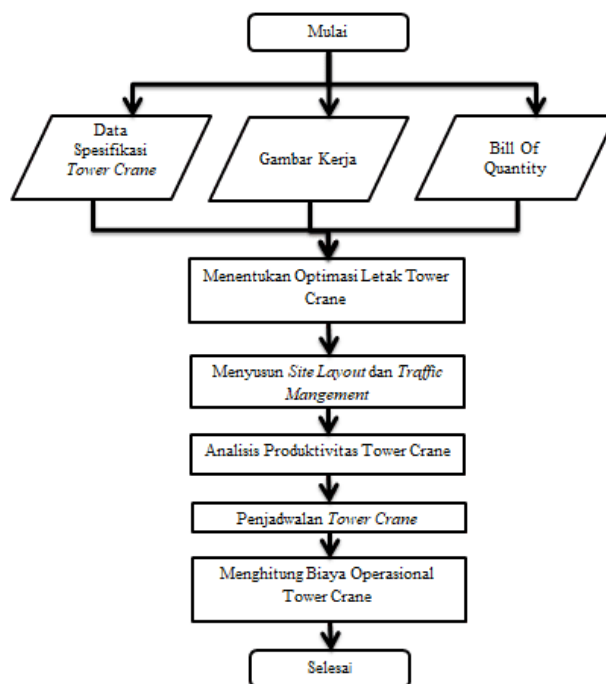 Mulai
Data
Spesifikasi
Tower Crane
Gambar Kerja
Bill Of
Quantity
Menentukan Optimasi Letak Tower
Crane
Menyusun Site Layout dan Traffic
Mangement
Analisis Produktivitas Tower Crane
Penjadwalan Tower Crane
Menghitung Biaya Operasional
Tower Crane
Selesai